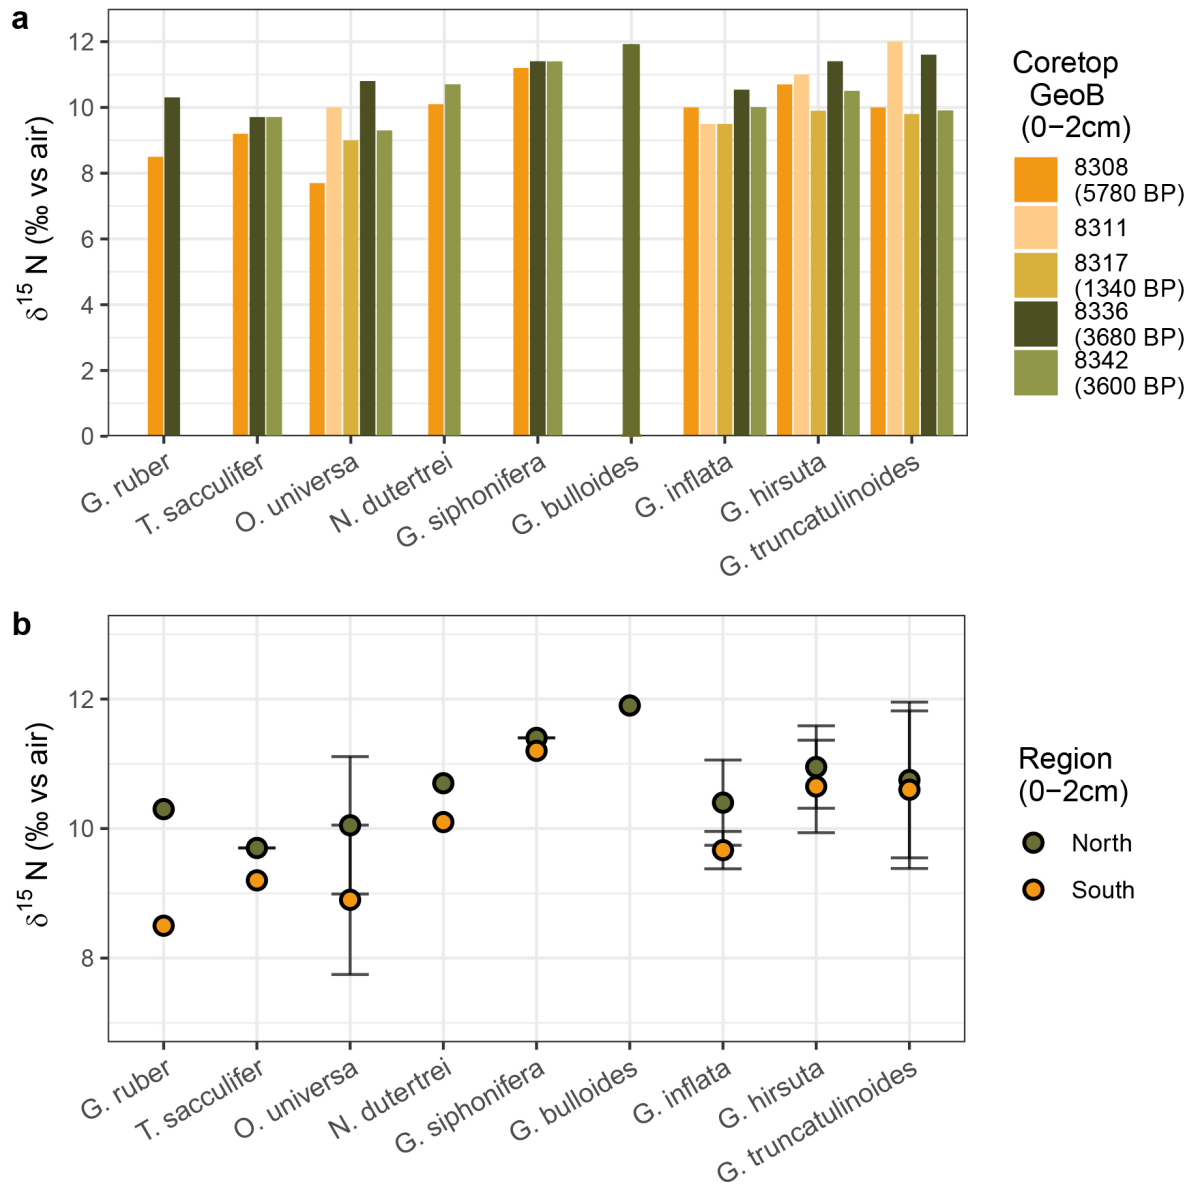 a
δ15 N (‰ vs air)
12
10
8
6
4
2
0
G. ruber
T. sacculifer
O. universa
N. dutertrei
G. siphonifera
G. bulloides
G. inflata
G. hirsuta
G. truncatulinoides
Coretop
GeoB
(0−2cm)
8308
(5780 BP)
8311
8317
(1340 BP)
8336
(3680 BP)
8342
(3600 BP)
b
δ15 N (‰ vs air)
12
10
8
G. ruber
T. sacculifer
O. universa
N. dutertrei
G. siphonifera
G. bulloides
G. inflata
G. hirsuta
G. truncatulinoides
Region
(0−2cm)
North
South